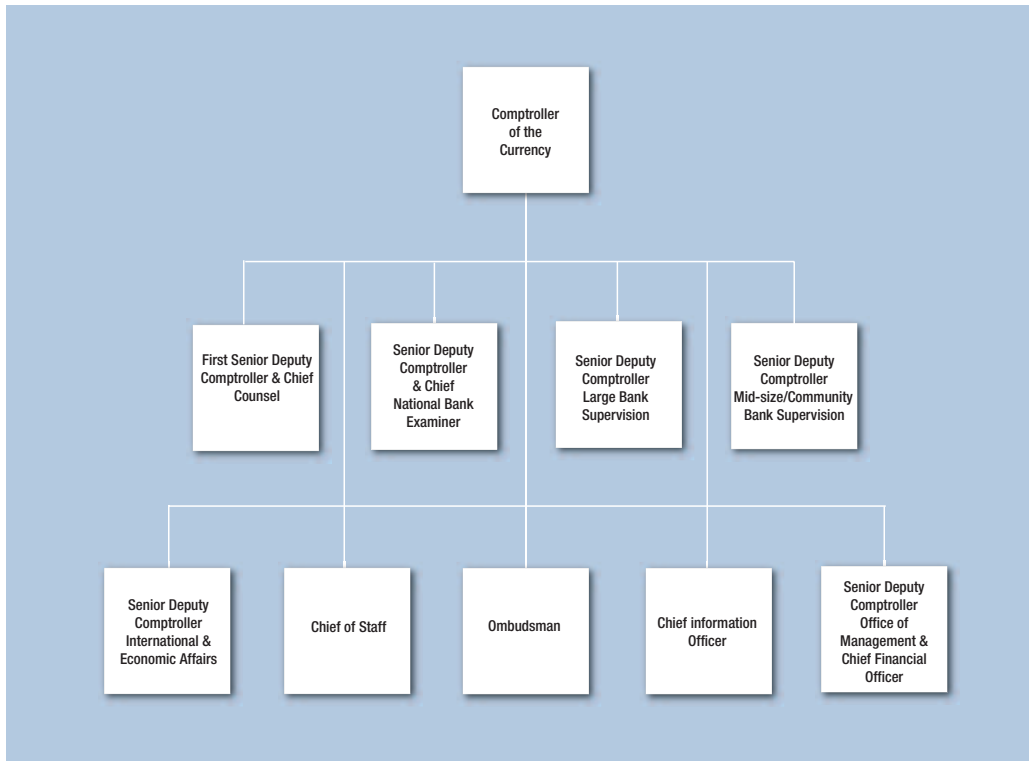 Comptroller
of the
Currency
First Senior Deputy
Comptroller & Chief
Counsel
Senior Deputy
Comptroller
& Chief
National Bank
Examiner
Senior Deputy
Comptroller
Large Bank
Supervision
Senior Deputy
Comptroller
Mid-size/Community
Bank Supervision
Senior Deputy
Comptroller
International &
Economic Affairs
Chief of Staff
Ombudsman
Chief information
Officer
Senior Deputy
Comptroller
Office of
Management &
Chief Financial
Officer